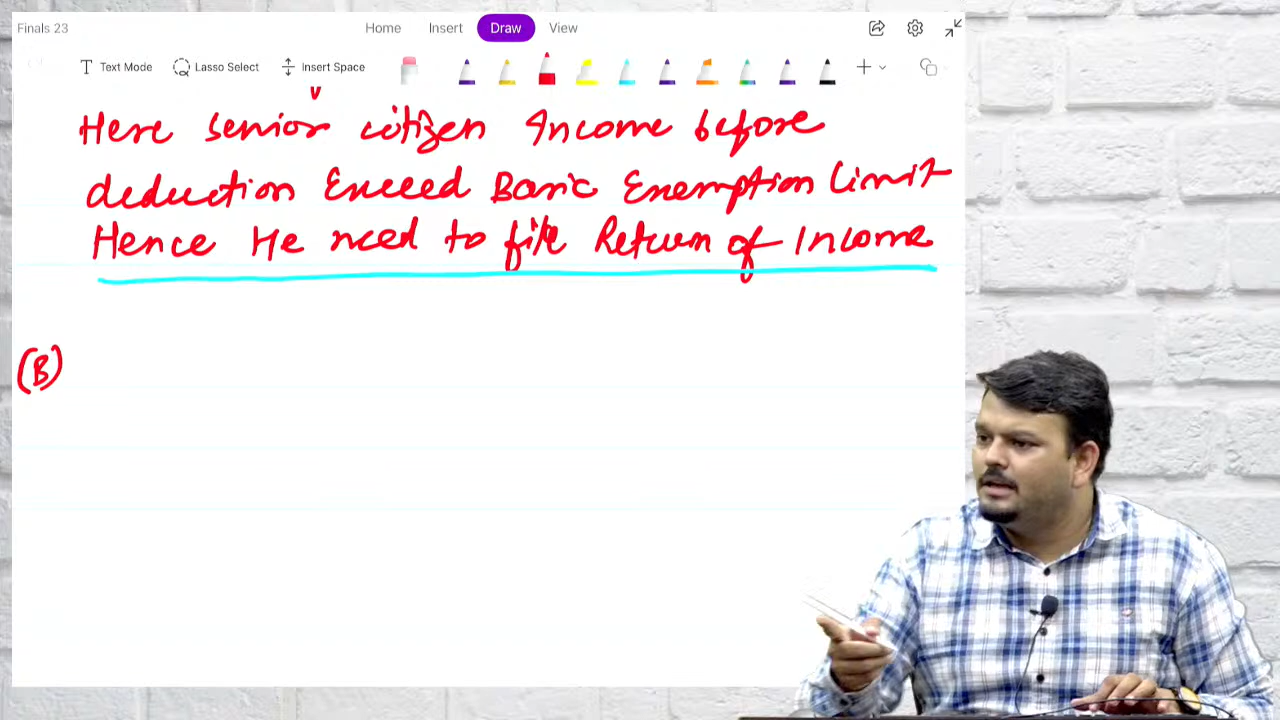 Finals 23
Home Insert Draw View
Text Mode Lasso Select Insert Space
Here senior citizen Income before
deduction Exceed Basic Exemption Limit
Hence He need to file Return of Income
(B)